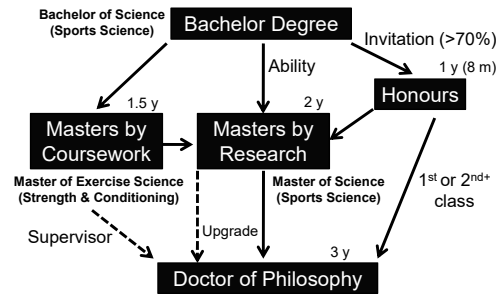 Bachelor of Science
(Sports Science)
Bachelor Degree
Invitation (>70%)
Ability
1 y (8 m)
Honours
1.5 y
Masters by
Coursework
2 y
Masters by
Research
Master of Exercise Science
(Strength & Conditioning)
Master of Science
(Sports Science)
1st or 2nd+
class
Supervisor
Upgrade
3 y
Doctor of Philosophy